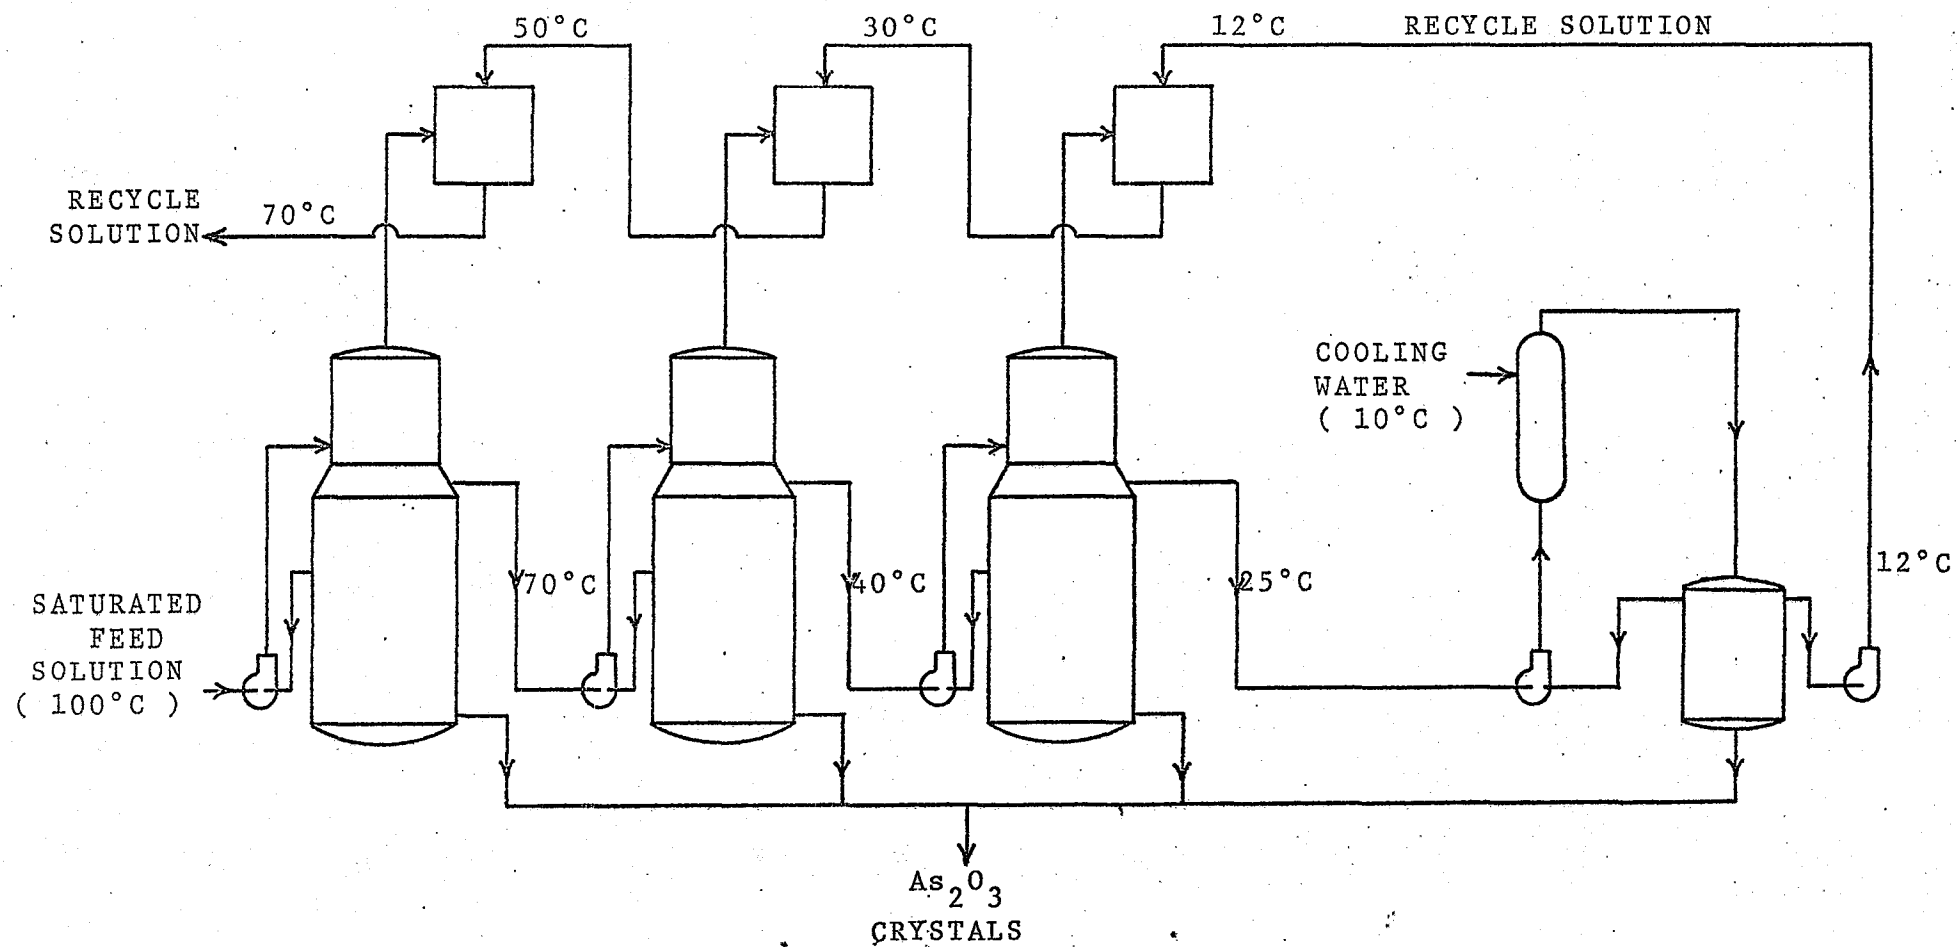 50°C
30°C
12°C
RECYCLE SOLUTION
RECYCLE
SOLUTION
70°C
COOLING
WATER
( 10°C )
SATURATED
FEED
SOLUTION
( 100°C )
70°C
40°C
25°C
12°C
As2O3
CRYSTALS